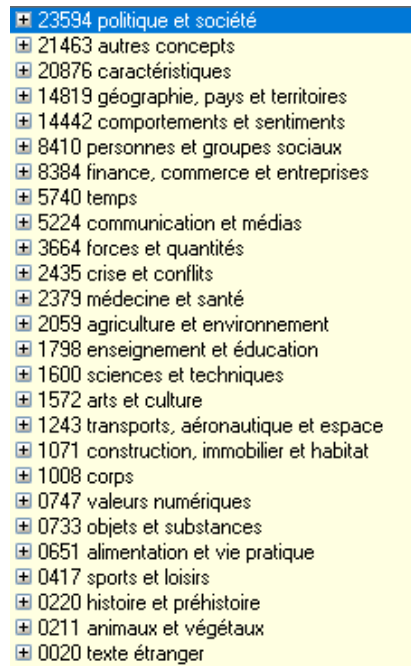 23594 politique et société
21463 autres concepts
20876 caractéristiques
14819 géographie, pays et territoires
14442 comportements et sentiments
8410 personnes et groupes sociaux
8384 finance, commerce et entreprises
5740 temps
5224 communication et médias
3664 forces et quantités
2435 crise et conflits
2379 médecine et santé
2059 agriculture et environnement
1798 enseignement et éducation
1600 sciences et techniques
1572 arts et culture
1243 transports, aéronautique et espace
1071 construction, immobilier et habitat
1008 corps
0747 valeurs numériques
0733 objets et substances
0651 alimentation et vie pratique
0417 sports et loisirs
0220 histoire et préhistoire
0211 animaux et végétaux
0020 texte étranger